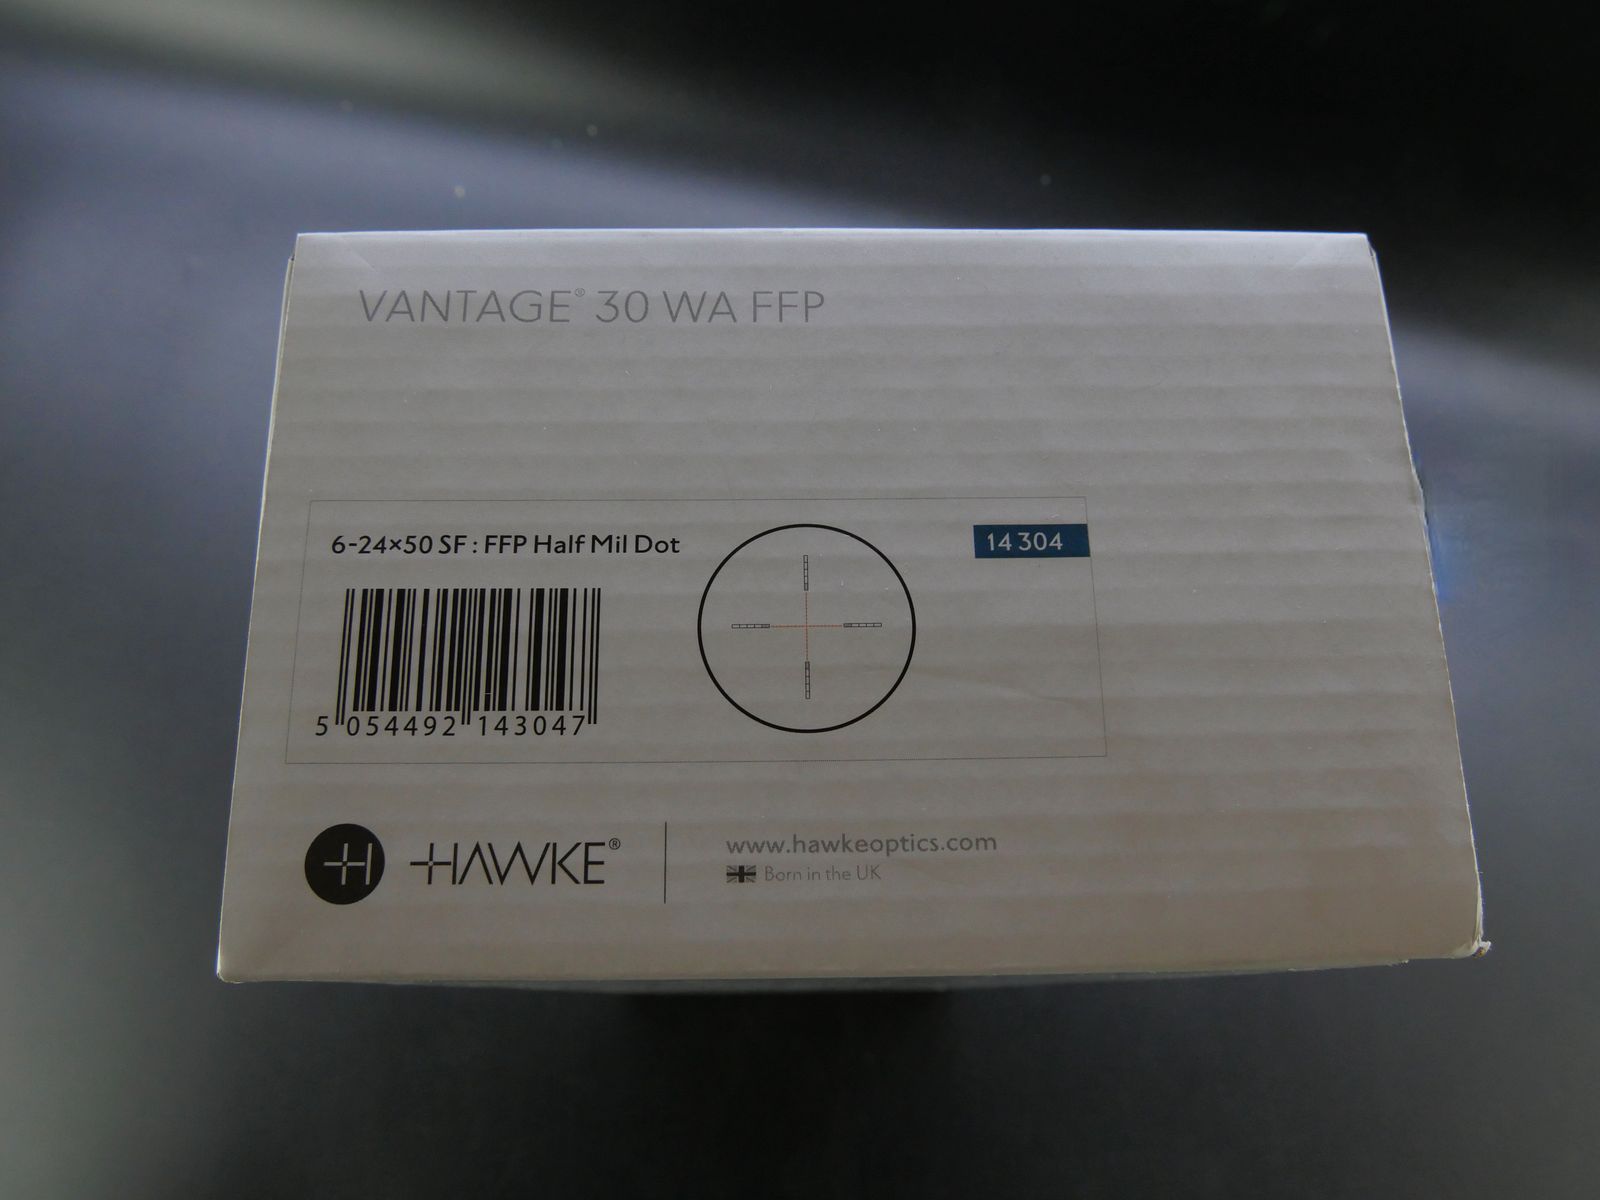 VANTAGE® 30 WA FFP
6-24×50 SF : FFP Half Mil Dot
14 304
5 054492 143047
HAWKE®
www.hawkeoptics.com
Born in the UK